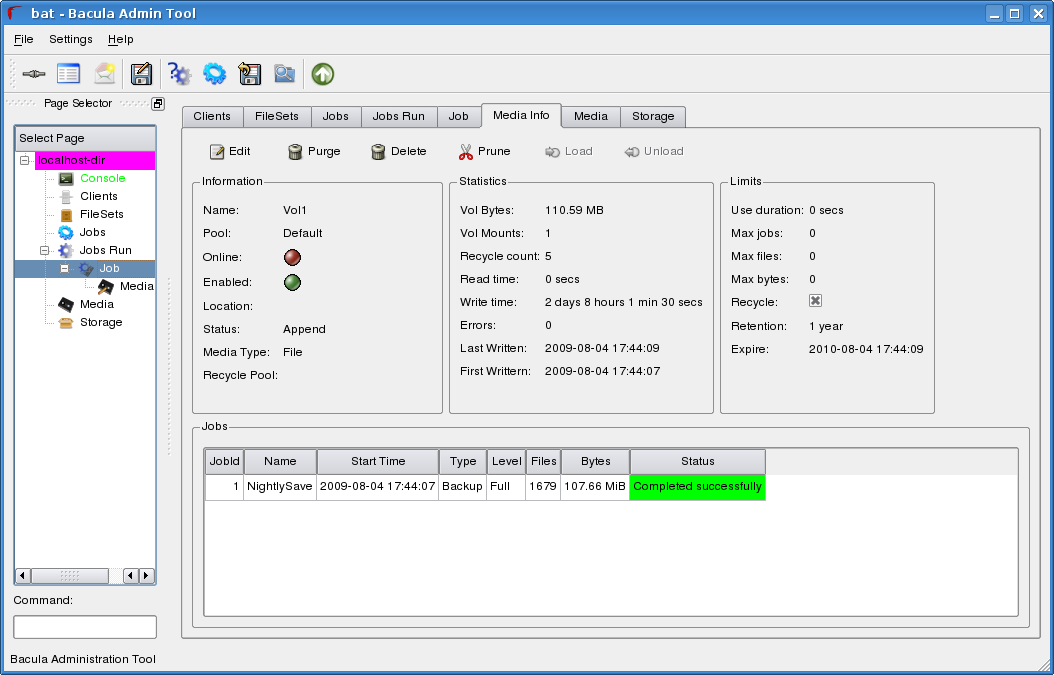 bat - Bacula Admin Tool
File Settings Help
Page Selector
Select Page
localhost-dir
Console
Clients
FileSets
Jobs
Jobs Run
Job
Media
Media
Storage
Command:
Bacula Administration Tool
Clients FileSets Jobs Jobs Run Job Media Info Media Storage
Edit Purge Delete Prune Load Unload
Information
Name: Vol1
Pool: Default
Online:
Enabled:
Location:
Status: Append
Media Type: File
Recycle Pool:
Statistics
Vol Bytes: 110.59 MB
Vol Mounts: 1
Recycle count: 5
Read time: 0 secs
Write time: 2 days 8 hours 1 min 30 secs
Errors: 0
Last Written: 2009-08-04 17:44:09
First Writtern: 2009-08-04 17:44:07
Limits
Use duration: 0 secs
Max jobs: 0
Max files: 0
Max bytes: 0
Recycle:
Retention: 1 year
Expire: 2010-08-04 17:44:09
Jobs
JobId Name Start Time Type Level Files Bytes Status
1 NightlySave 2009-08-04 17:44:07 Backup Full 1679 107.66 MiB Completed successfully